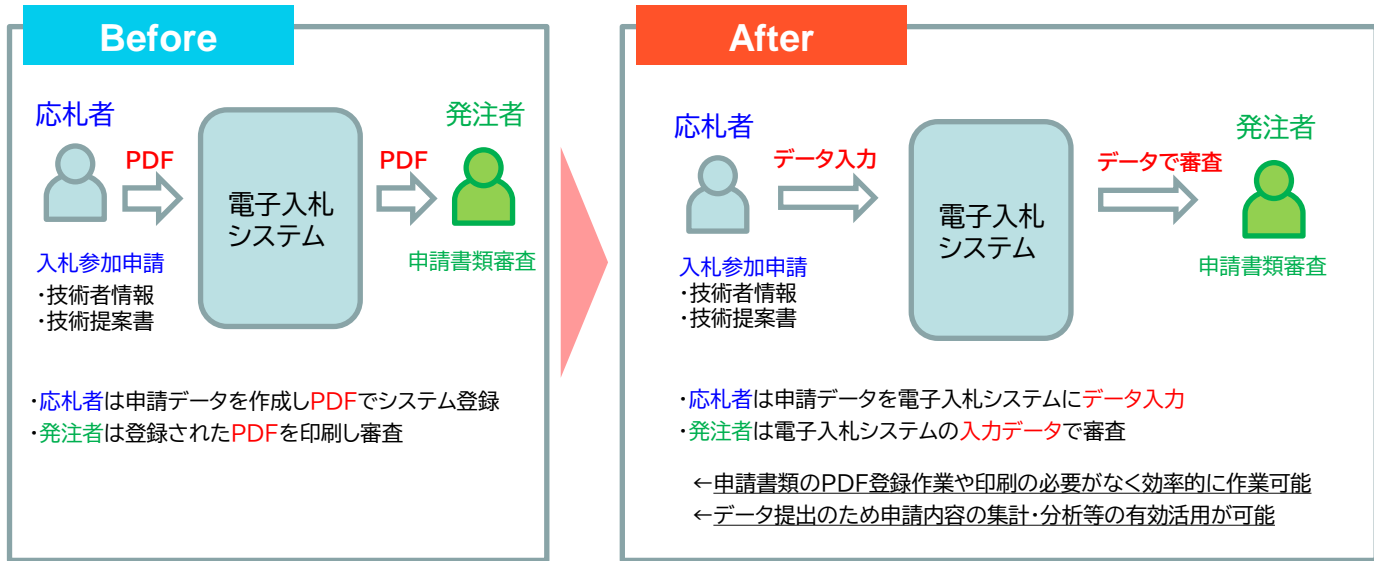 Before
応札者
発注者
PDF
PDF
電子入札
システム
入札参加申請
・技術者情報
・技術提案書
申請書類審査
・応札者は申請データを作成しPDFでシステム登録
・発注者は登録されたPDFを印刷し審査
After
応札者
発注者
データ入力
データで審査
電子入札
システム
入札参加申請
・技術者情報
・技術提案書
申請書類審査
・応札者は申請データを電子入札システムにデータ入力
・発注者は電子入札システムの入力データで審査
←申請書類のPDF登録作業や印刷の必要がなく効率的に作業可能
←データ提出のため申請内容の集計・分析等の有効活用が可能